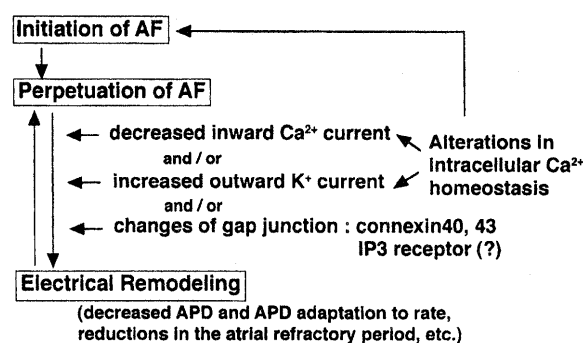 Initiation of AF
Perpetuation of AF
decreased inward Ca²⁺ current
and / or
increased outward K⁺ current
and / or
changes of gap junction : connexin40, 43
IP3 receptor (?)
Alterations in
intracellular Ca²⁺
homeostasis
Electrical Remodeling
(decreased APD and APD adaptation to rate,
reductions in the atrial refractory period, etc.)